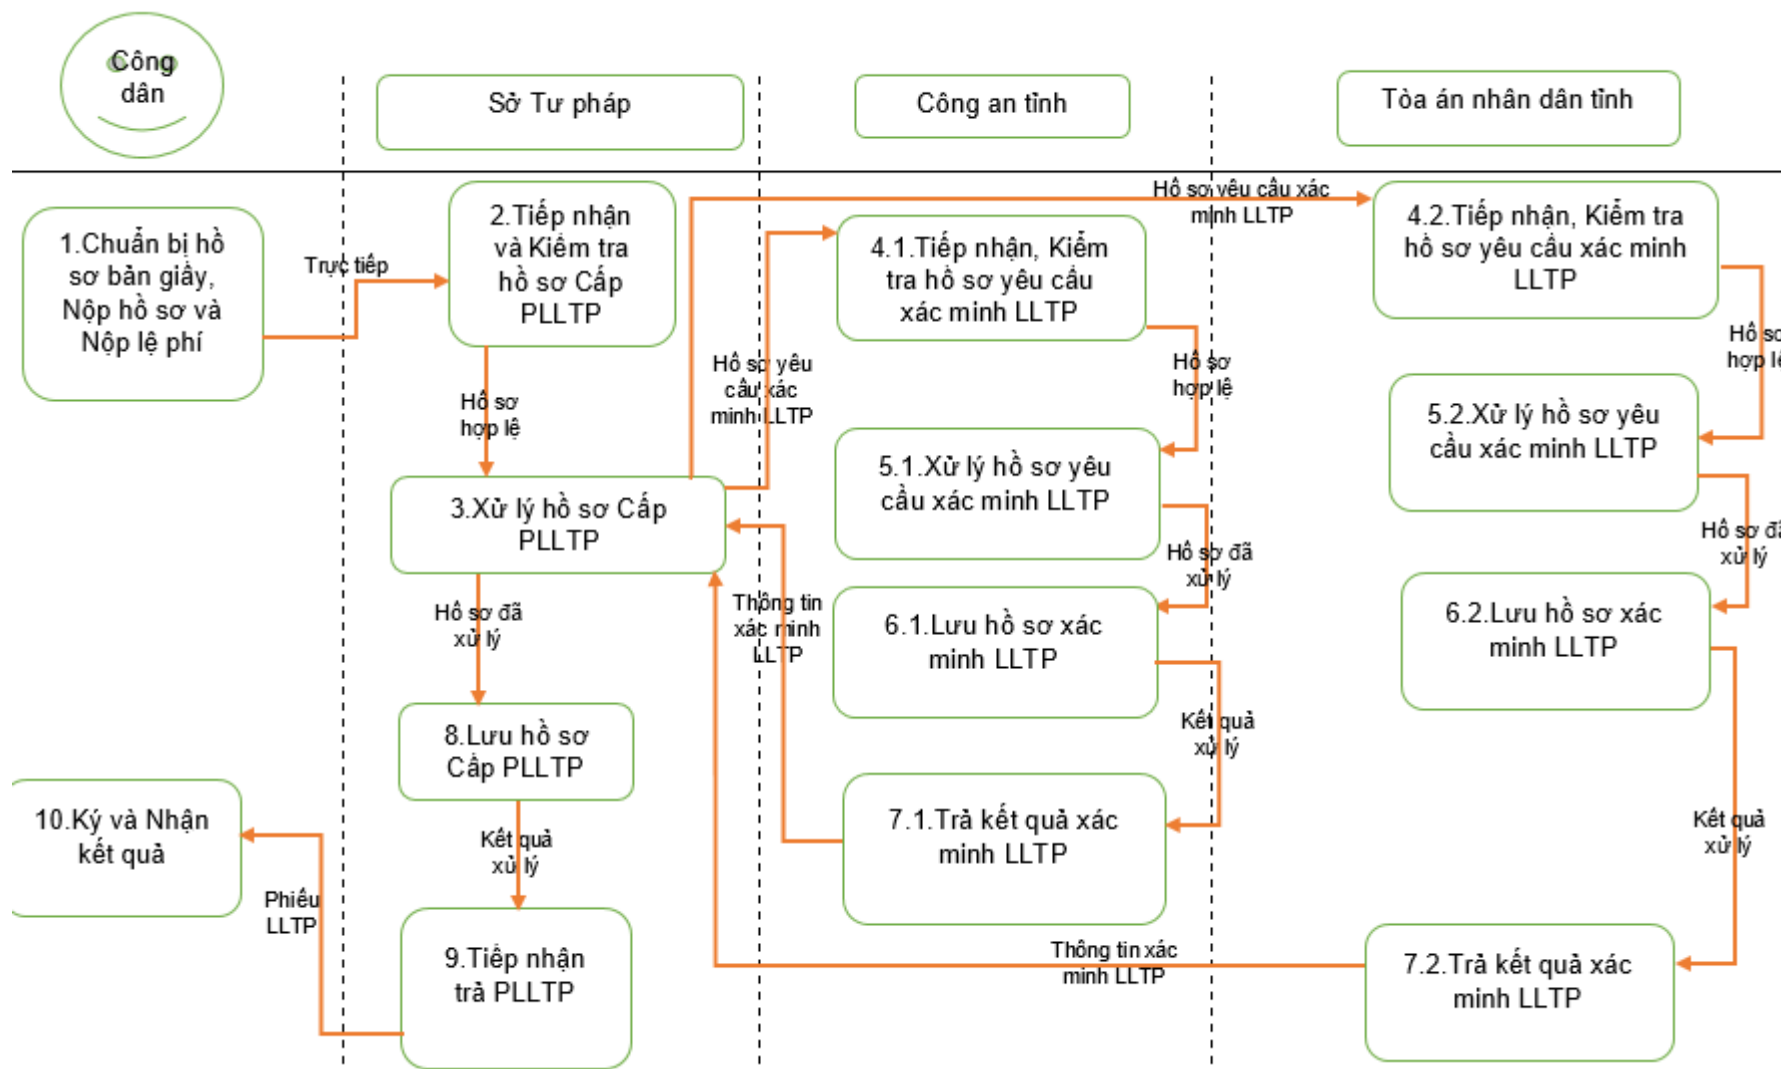 Công
dân
Sở Tư pháp
Công an tỉnh
Tòa án nhân dân tỉnh
1.Chuẩn bị hồ
sơ bản giấy,
Nộp hồ sơ và
Nộp lệ phí
Trực tiếp
2.Tiếp nhận
và Kiểm tra
hồ sơ Cấp
PLLTP
Hồ sơ
hợp lệ
3.Xử lý hồ sơ Cấp
PLLTP
Hồ sơ yêu
cầu xác
minh LLTP
Hồ sơ yêu cầu xác
minh LLTP
4.1.Tiếp nhận, Kiểm
tra hồ sơ yêu cầu
xác minh LLTP
Hồ sơ
hợp lệ
5.1.Xử lý hồ sơ yêu
cầu xác minh LLTP
Hồ sơ đã
xử lý
6.1.Lưu hồ sơ xác
minh LLTP
Kết quả
xử lý
7.1.Trả kết quả xác
minh LLTP
Thông tin
xác minh
LLTP
4.2.Tiếp nhận, Kiểm tra
hồ sơ yêu cầu xác minh
LLTP
Hồ sơ
hợp lệ
5.2.Xử lý hồ sơ yêu
cầu xác minh LLTP
Hồ sơ đã
xử lý
6.2.Lưu hồ sơ xác
minh LLTP
Kết quả
xử lý
7.2.Trả kết quả xác
minh LLTP
Thông tin xác
minh LLTP
Hồ sơ đã
xử lý
8.Lưu hồ sơ
Cấp PLLTP
Kết quả
xử lý
9.Tiếp nhận
trả PLLTP
Phiếu
LLTP
10.Ký và Nhận
kết quả